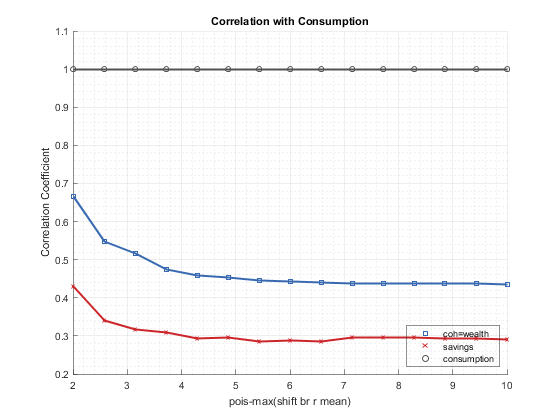 Correlation with Consumption
1.1
1
0.9
0.8
0.7
0.6
0.5
0.4
0.3
0.2
Correlation Coefficient
coh=wealth
savings
consumption
2 3 4 5 6 7 8 9 10
pois-max(shift br r mean)